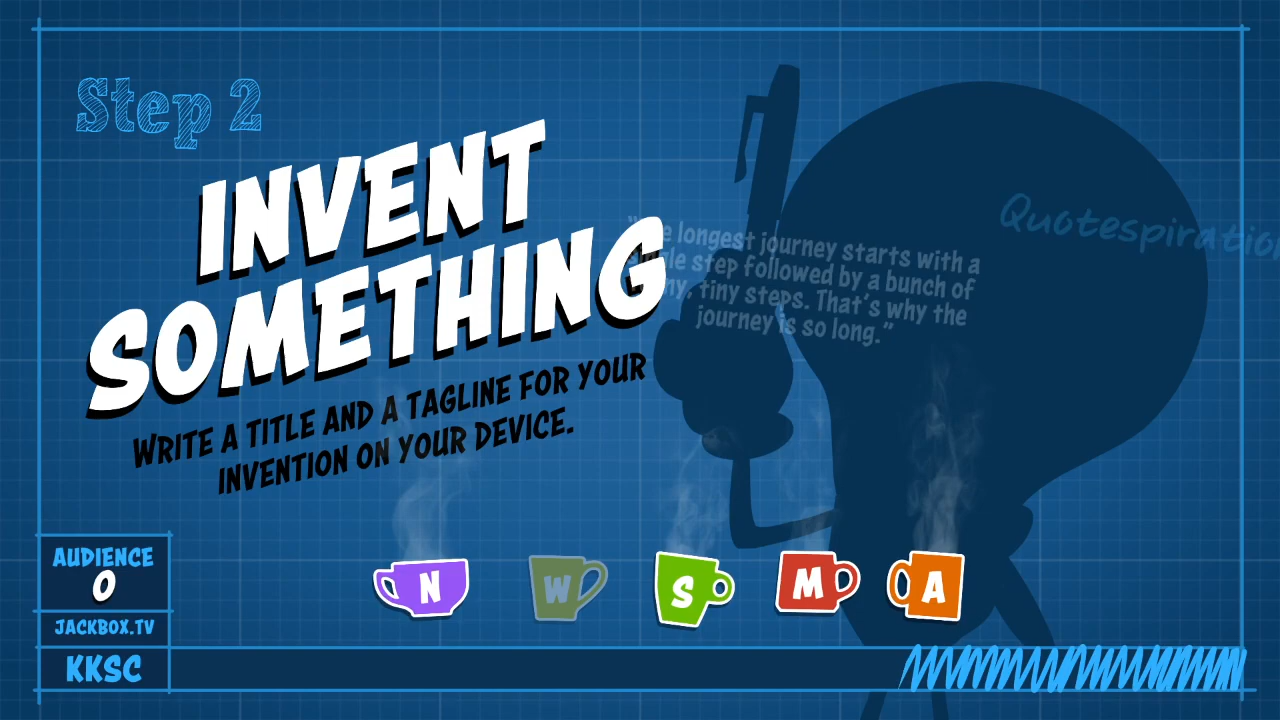 Step 2
INVENT
SOMETHING
WRITE A TITLE AND A TAGLINE FOR YOUR
INVENTION ON YOUR DEVICE.
Quotespiration
longest journey starts with a
step followed by a bunch of
tiny steps. That's why the
journey is so long."
N
W
S
M
A
AUDIENCE
0
JACKBOX.TV
KKSC